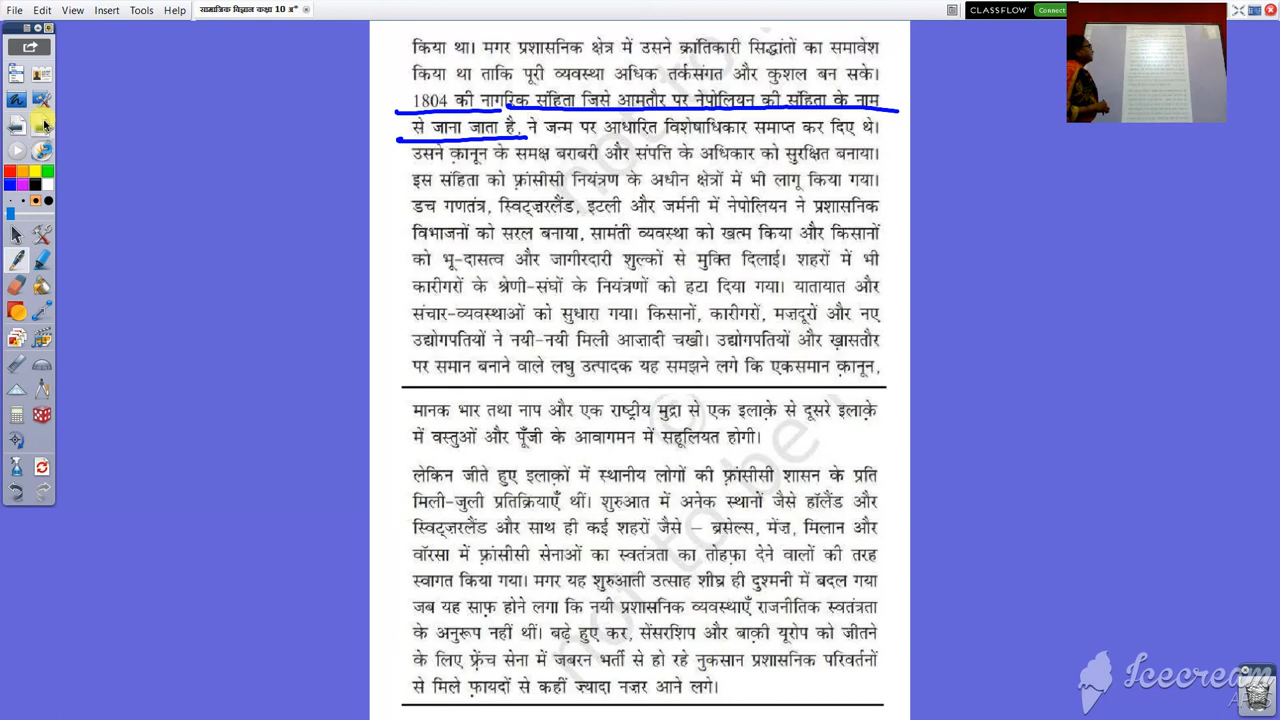 File Edit View Insert Tools Help
सामाजिक विज्ञान कक्षा 10 अ*
CLASSFLOW Connect
किया था। मगर प्रशासनिक क्षेत्र में उसने क्रांतिकारी सिद्धांतों का समावेश
किया था ताकि पूरी व्यवस्था अधिक तर्कसंगत और कुशल बन सके।
1804 की नागरिक संहिता जिसे आमतौर पर नेपोलियन की संहिता के नाम
से जाना जाता है, ने जन्म पर आधारित विशेषाधिकार समाप्त कर दिए थे।
उसने क़ानून के समक्ष बराबरी और संपत्ति के अधिकार को सुरक्षित बनाया।
इस संहिता को फ़्रांसीसी नियंत्रण के अधीन क्षेत्रों में भी लागू किया गया।
डच गणतंत्र, स्विट्ज़रलैंड, इटली और जर्मनी में नेपोलियन ने प्रशासनिक
विभाजनों को सरल बनाया, सामंती व्यवस्था को खत्म किया और किसानों
को भू-दासत्व और जागीरदारी शुल्कों से मुक्ति दिलाई। शहरों में भी
कारीगरों के श्रेणी-संघों के नियंत्रणों को हटा दिया गया। यातायात और
संचार-व्यवस्थाओं को सुधारा गया। किसानों, कारीगरों, मज़दूरों और नए
उद्योगपतियों ने नयी-नयी मिली आज़ादी चखी। उद्योगपतियों और ख़ासतौर
पर समान बनाने वाले लघु उत्पादक यह समझने लगे कि एकसमान क़ानून,
मानक भार तथा नाप और एक राष्ट्रीय मुद्रा से एक इलाक़े से दूसरे इलाक़े
में वस्तुओं और पूँजी के आवागमन में सहूलियत होगी।
लेकिन जीते हुए इलाक़ों में स्थानीय लोगों की फ़्रांसीसी शासन के प्रति
मिली-जुली प्रतिक्रियाएँ थीं। शुरुआत में अनेक स्थानों जैसे हॉलैंड और
स्विट्ज़रलैंड और साथ ही कई शहरों जैसे – ब्रसेल्स, मेंज़, मिलान और
वॉरसा में फ़्रांसीसी सेनाओं का स्वतंत्रता का तोहफ़ा देने वालों की तरह
स्वागत किया गया। मगर यह शुरुआती उत्साह शीघ्र ही दुश्मनी में बदल गया
जब यह साफ़ होने लगा कि नयी प्रशासनिक व्यवस्थाएँ राजनीतिक स्वतंत्रता
के अनुरूप नहीं थीं। बढ़े हुए कर, सेंसरशिप और बाक़ी यूरोप को जीतने
के लिए फ़्रेंच सेना में जबरन भर्ती से हो रहे नुकसान प्रशासनिक परिवर्तनों
से मिले फ़ायदों से कहीं ज़्यादा नज़र आने लगे।
not to be
Icecream